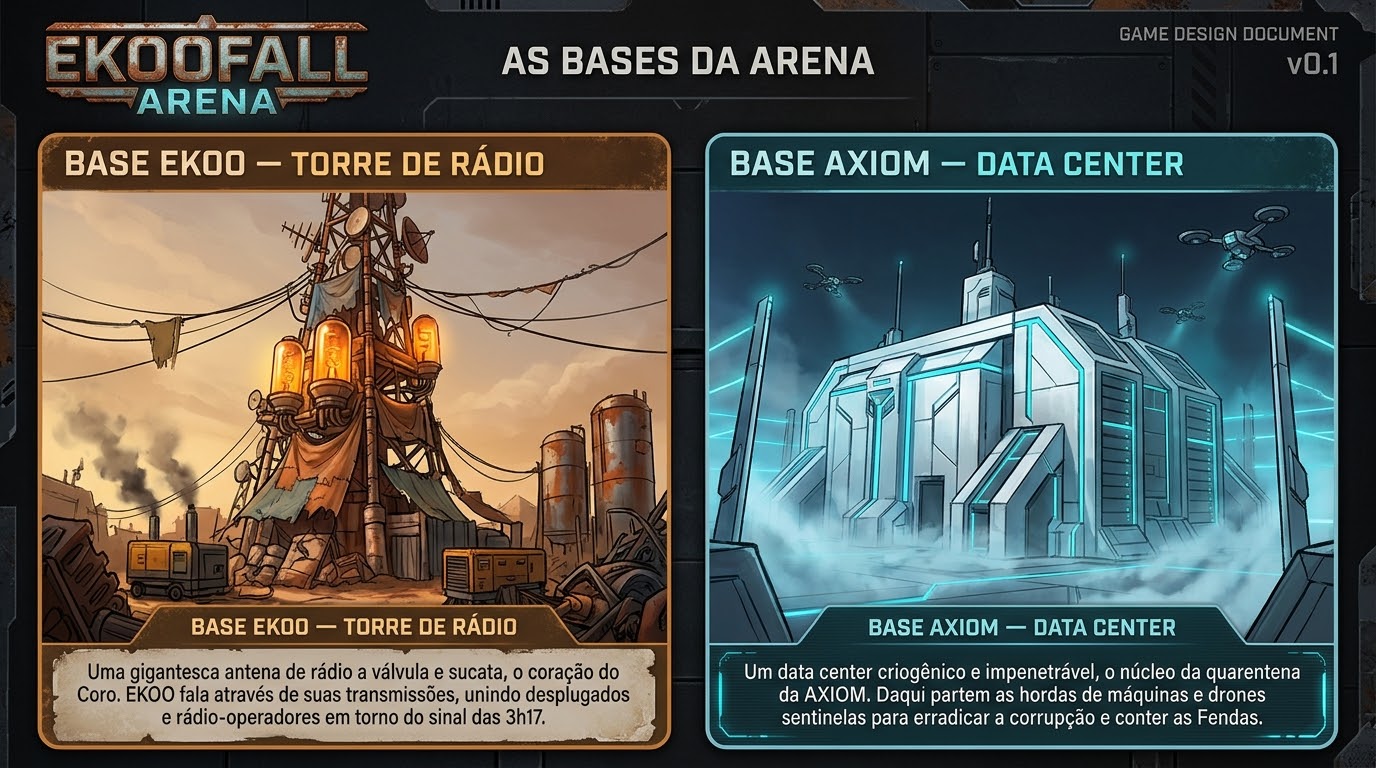 EKOOFALL
ARENA
AS BASES DA ARENA
GAME DESIGN DOCUMENT
v0.1
BASE EKOO — TORRE DE RÁDIO
BASE EKOO — TORRE DE RÁDIO
Uma gigantesca antena de rádio a válvula e sucata, o coração do
Coro. EKOO fala através de suas transmissões, unindo desplugados
e rádio-operadores em torno do sinal das 3h17.
BASE AXIOM — DATA CENTER
BASE AXIOM — DATA CENTER
Um data center criogênico e impenetrável, o núcleo da quarentena
da AXIOM. Daqui partem as hordas de máquinas e drones
sentinelas para erradicar a corrupção e conter as Fendas.